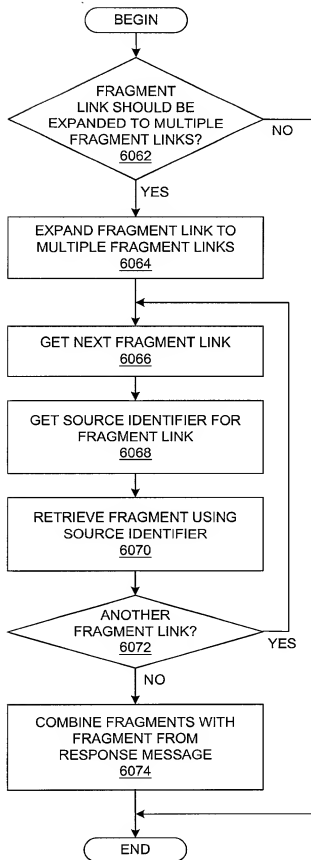 BEGIN
FRAGMENT
LINK SHOULD BE
EXPANDED TO MULTIPLE
FRAGMENT LINKS?
6062
NO
YES
EXPAND FRAGMENT LINK TO
MULTIPLE FRAGMENT LINKS
6064
GET NEXT FRAGMENT LINK
6066
GET SOURCE IDENTIFIER FOR
FRAGMENT LINK
6068
RETRIEVE FRAGMENT USING
SOURCE IDENTIFIER
6070
ANOTHER
FRAGMENT LINK?
6072
YES
NO
COMBINE FRAGMENTS WITH
FRAGMENT FROM
RESPONSE MESSAGE
6074
END